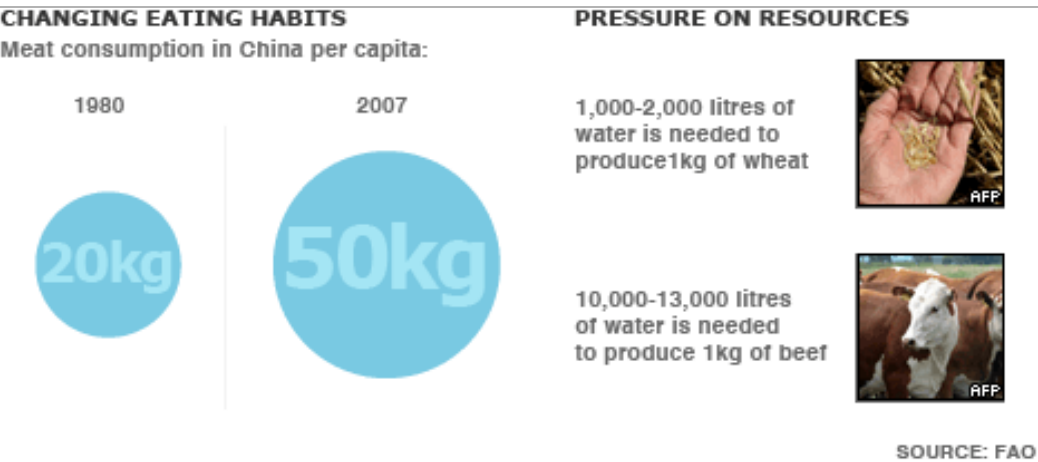 CHANGING EATING HABITS
Meat consumption in China per capita:
1980
2007
20kg
50kg
PRESSURE ON RESOURCES
1,000-2,000 litres of
water is needed to
produce1kg of wheat
AFP
10,000-13,000 litres
of water is needed
to produce 1kg of beef
AFP
SOURCE: FAO